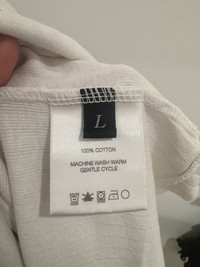 L
100% COTTON
MACHINE WASH WARM
GENTLE CYCLE